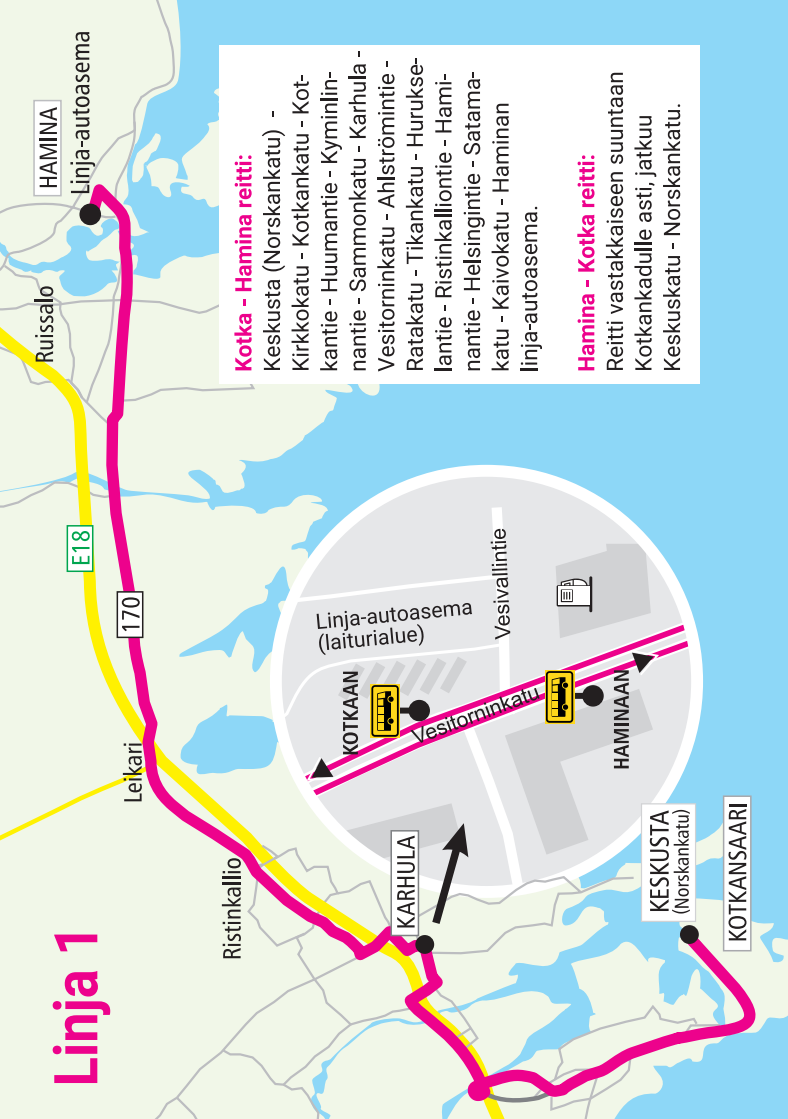 Linja 1
HAMINA
Linja-autoasema
Ruissalo
E18
170
Leikari
Ristinkallio
KARHULA
KESKUSTA
(Norskankatu)
KOTKANSAARI
Linja-autoasema
(laiturialue)
Vesivallintie
KOTKAAN
Vesitorninkatu
HAMINAAN
Kotka - Hamina reitti:
Keskusta (Norskankatu) -
Kirkkokatu - Kotkankatu - Kot-
kantie - Huumantie - Kyminlin-
nantie - Sammonkatu - Karhula -
Vesitorninkatu - Ahlströmintie -
Ratakatu - Tikankatu - Hurukse-
lantie - Ristinkalliontie - Hami-
nantie - Helsingintie - Satama-
katu - Kaivokatu - Haminan
linja-autoasema.
Hamina - Kotka reitti:
Reitti vastakkaiseen suuntaan
Kotkankadulle asti, jatkuu
Keskuskatu - Norskankatu.